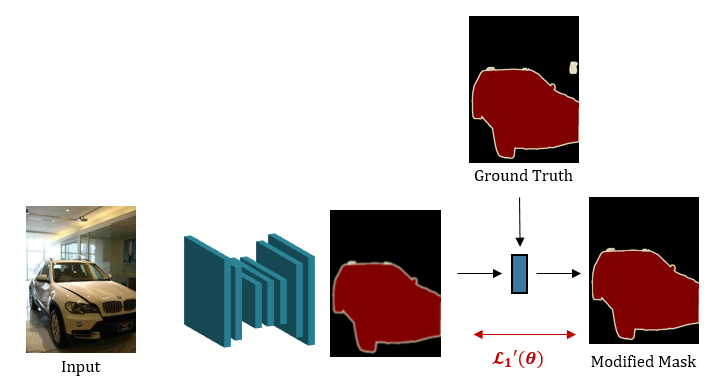 Ground Truth
Input
𝓛₁′(𝜽)
Modified Mask